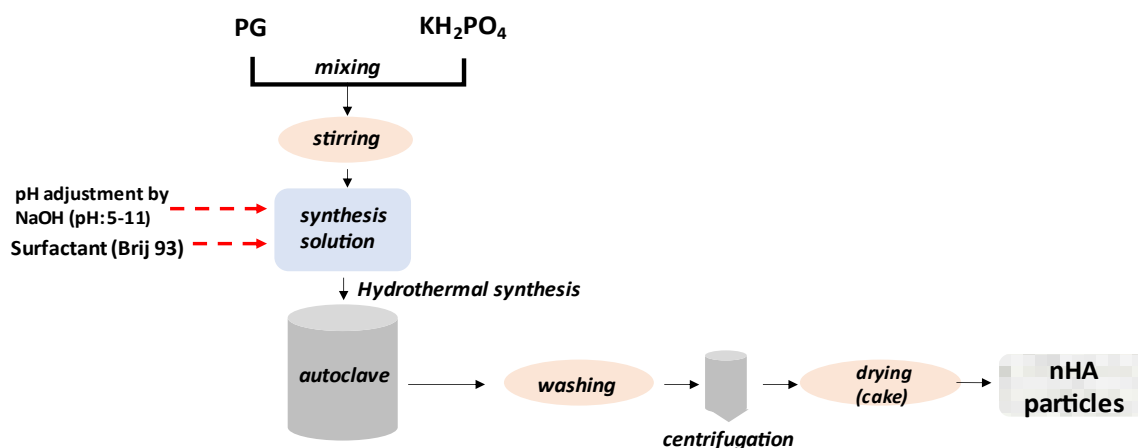 PG
KH₂PO₄
mixing
stirring
pH adjustment by
NaOH (pH:5-11)
Surfactant (Brij 93)
synthesis
solution
Hydrothermal synthesis
autoclave
washing
centrifugation
drying
(cake)
nHA
particles